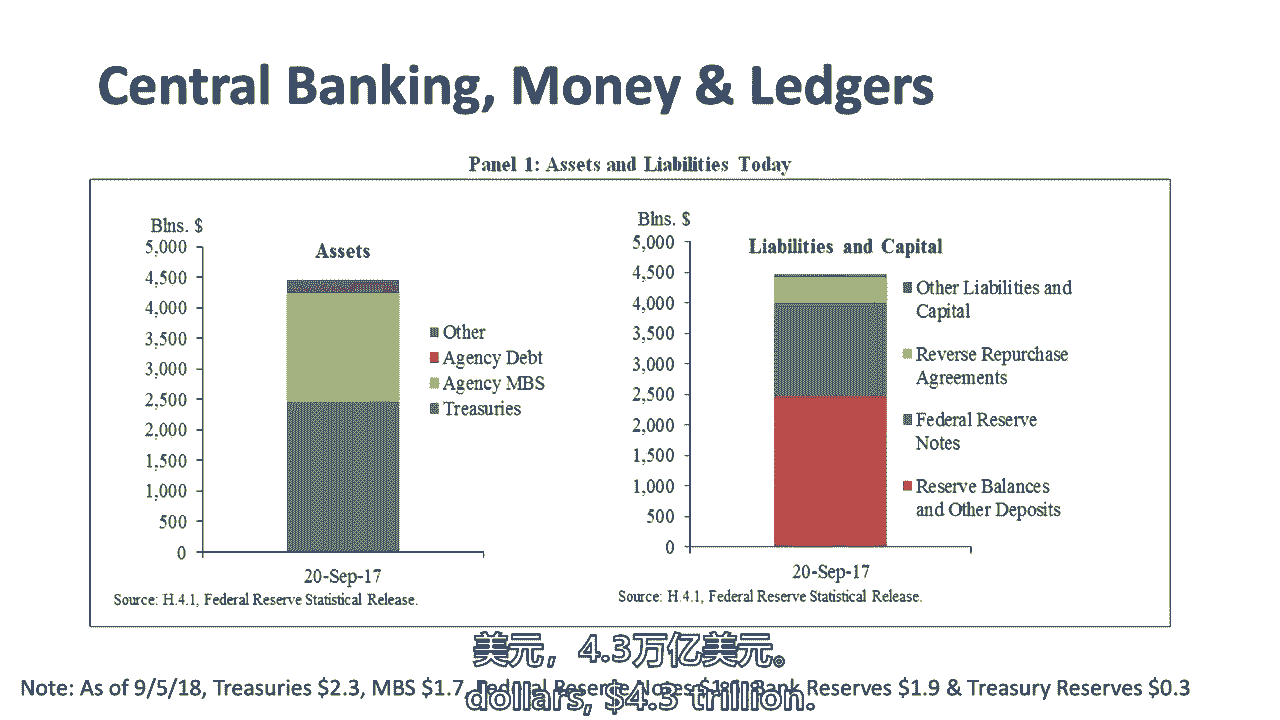 Central Banking, Money & Ledgers
Panel 1: Assets and Liabilities Today
Blns. $
Assets
5,000
4,500
4,000
3,500
3,000
2,500
2,000
1,500
1,000
500
0
Other
Agency Debt
Agency MBS
Treasuries
20-Sep-17
Source: H.4.1, Federal Reserve Statistical Release.
Blns. $
Liabilities and Capital
5,000
4,500
4,000
3,500
3,000
2,500
2,000
1,500
1,000
500
0
Other Liabilities and
Capital
Reverse Repurchase
Agreements
Federal Reserve
Notes
Reserve Balances
and Other Deposits
20-Sep-17
Source: H.4.1, Federal Reserve Statistical Release.
美元，4.3万亿美元。
Note: As of 9/5/18, Treasuries $2.3, MBS $1.7, Federal Reserve Notes Bank Reserves $1.9 & Treasury Reserves $0.3
dollars, $4.3 trillion.